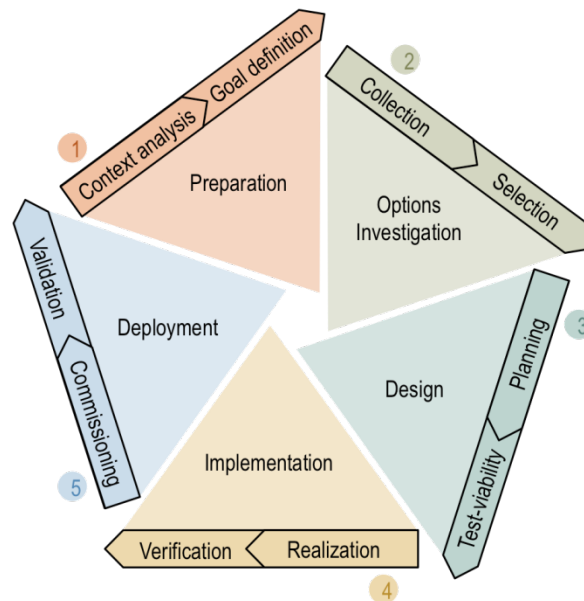 1
Context analysis
Goal definition
Preparation
2
Collection
Selection
Options
Investigation
3
Planning
Test-viability
Design
4
Realization
Verification
Implementation
5
Commissioning
Validation
Deployment